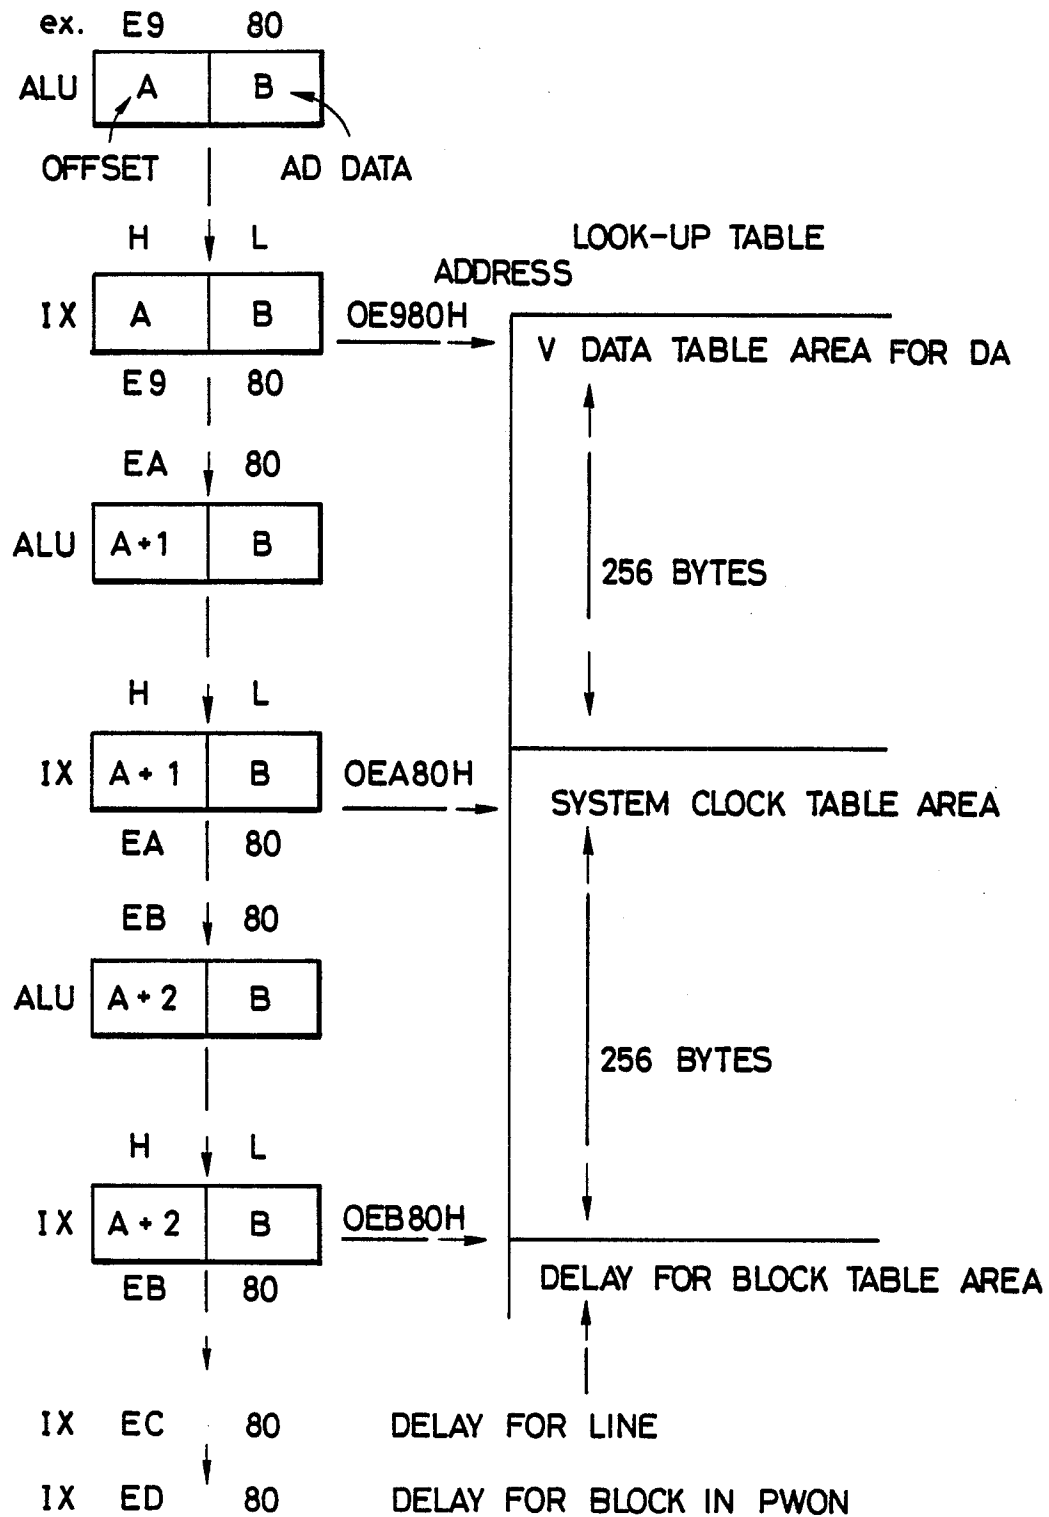 ex. E9 80
ALU A B
OFFSET AD DATA
H L
LOOK-UP TABLE
ADDRESS
IX A B OE980H
V DATA TABLE AREA FOR DA
E9 80
EA 80
ALU A+1 B
256 BYTES
H L
IX A+1 B OEA80H
SYSTEM CLOCK TABLE AREA
EA 80
EB 80
ALU A+2 B
256 BYTES
H L
IX A+2 B OEB80H
DELAY FOR BLOCK TABLE AREA
EB 80
IX EC 80 DELAY FOR LINE
IX ED 80 DELAY FOR BLOCK IN PWON